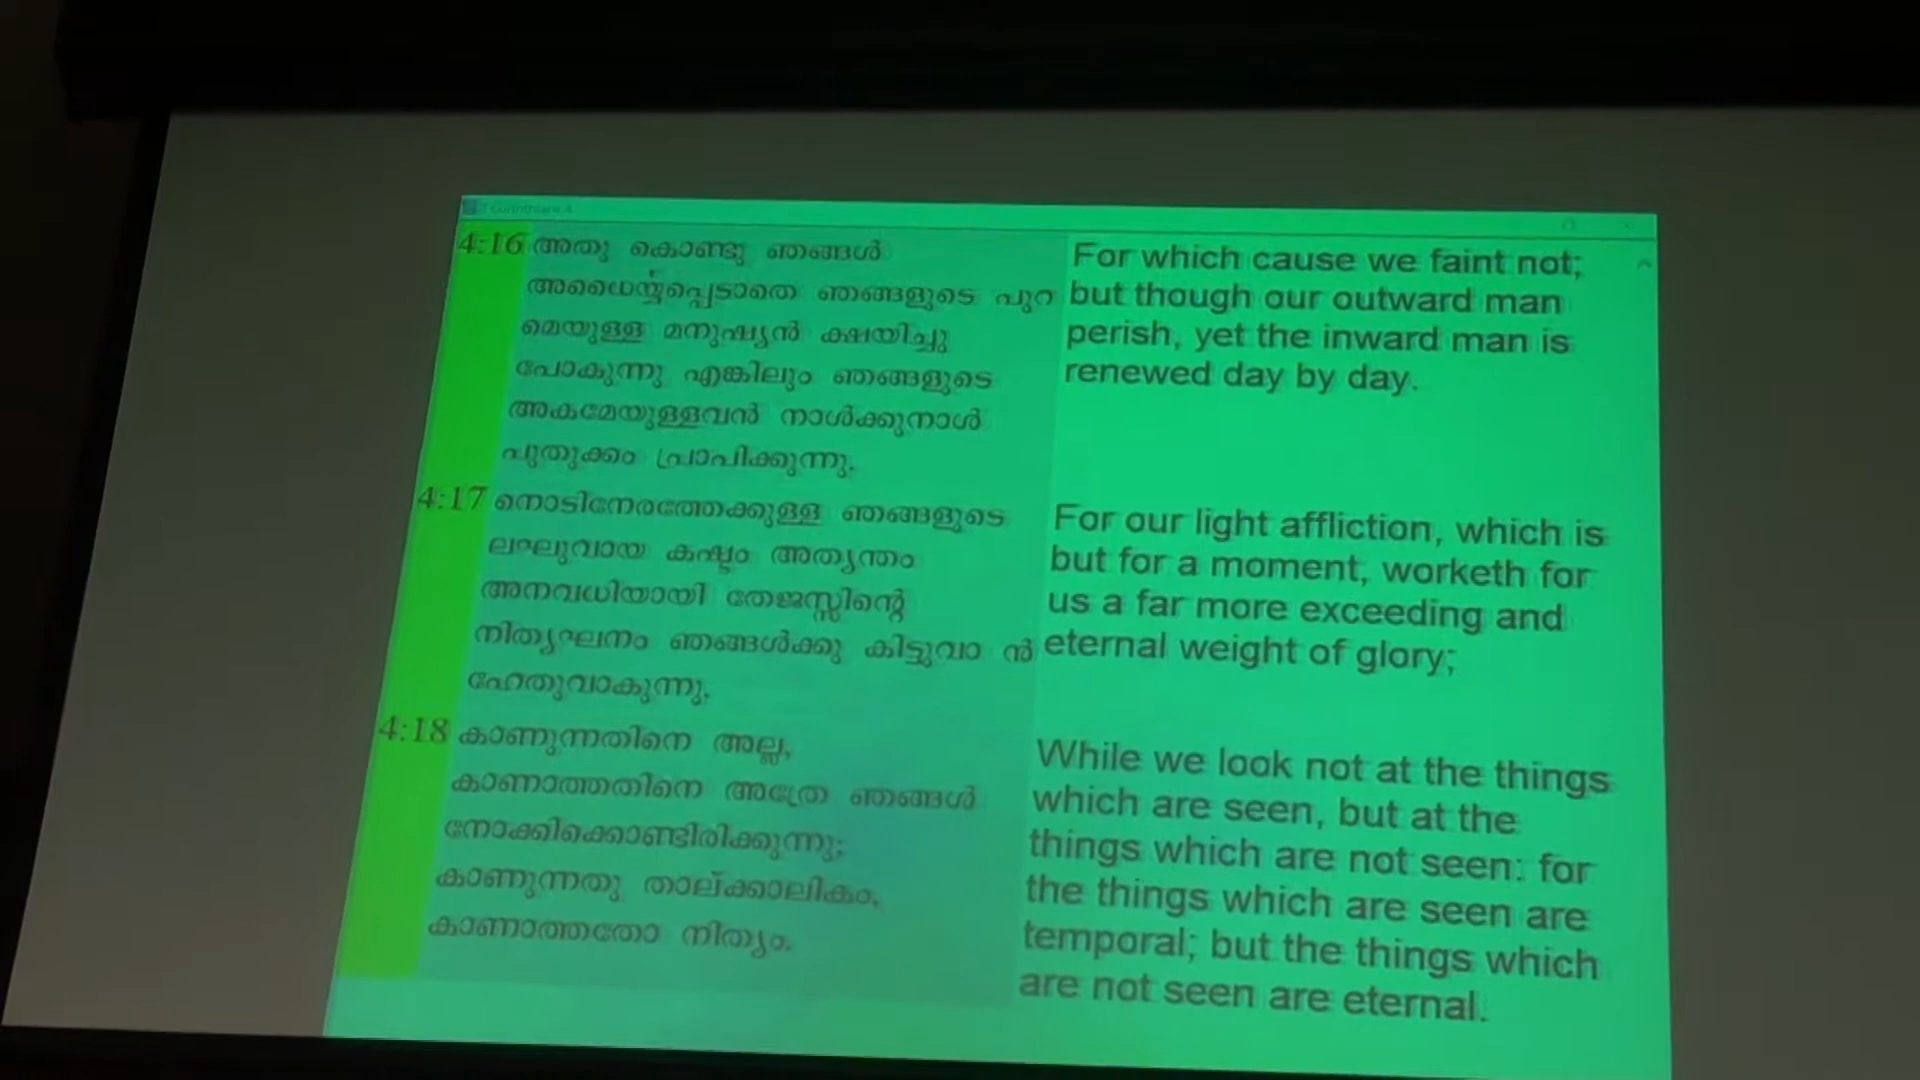 4:16 അതു കൊണ്ടു ഞങ്ങൾ
അധൈൎയ്യപ്പെടാതെ ഞങ്ങളുടെ പുറ
മെയുള്ള മനുഷ്യൻ ക്ഷയിച്ചു
പോകുന്നു എങ്കിലും ഞങ്ങളുടെ
അകമേയുള്ളവൻ നാൾക്കുനാൾ
പുതുക്കം പ്രാപിക്കുന്നു.
For which cause we faint not;
but though our outward man
perish, yet the inward man is
renewed day by day.
4:17 നൊടിനേരത്തേക്കുള്ള ഞങ്ങളുടെ
ലഘുവായ കഷ്ടം അത്യന്തം
അനവധിയായി തേജസ്സിന്റെ
നിത്യഘനം ഞങ്ങൾക്കു കിട്ടുവാ ൻ
ഹേതുവാകുന്നു.
For our light affliction, which is
but for a moment, worketh for
us a far more exceeding and
eternal weight of glory;
4:18 കാണുന്നതിനെ അല്ല,
കാണാത്തതിനെ അത്രേ ഞങ്ങൾ
നോക്കിക്കൊണ്ടിരിക്കുന്നു;
കാണുന്നതു താല്ക്കാലികം,
കാണാത്തതോ നിത്യം.
While we look not at the things
which are seen, but at the
things which are not seen: for
the things which are seen are
temporal; but the things which
are not seen are eternal.